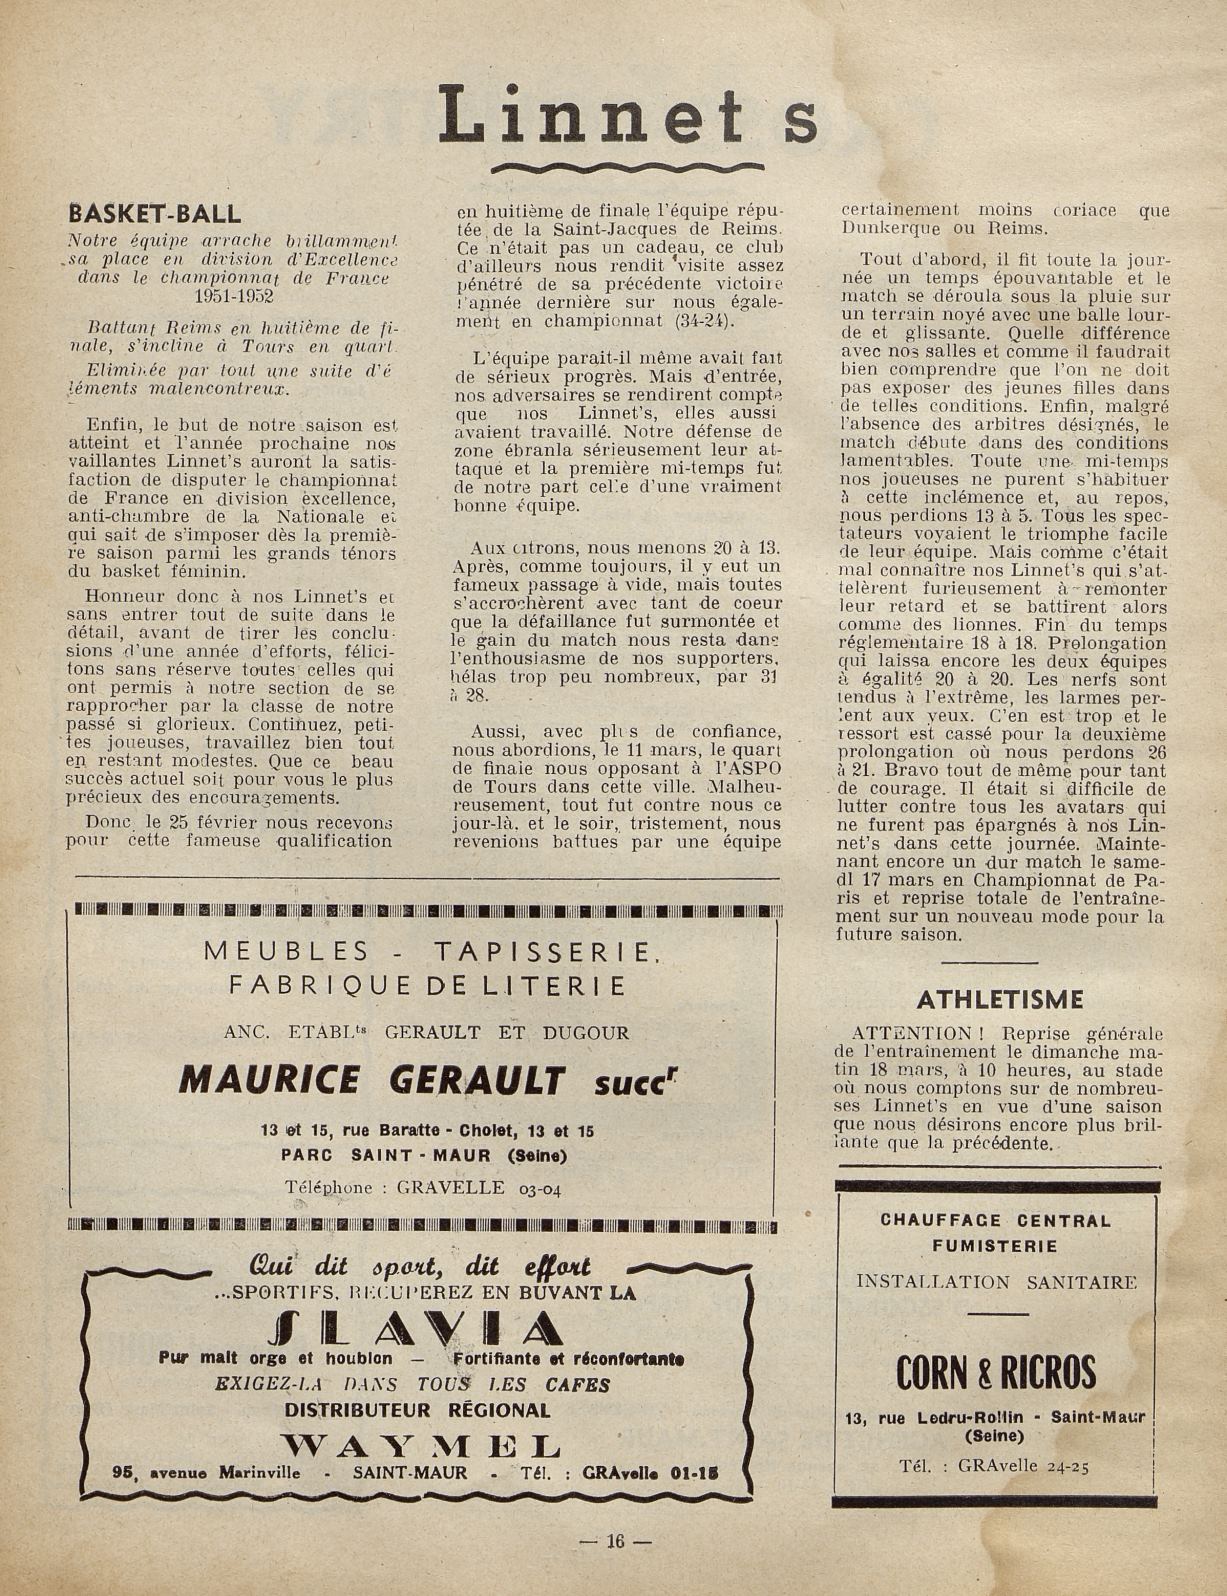 Linnets
BASKET-BALL
Notre équipe arrache brillamment
sa place en division d'Excellence
dans le championnat de France
1951-1952
Battant Reims en huitième de fi-
nale, s'incline à Tours en quart
Eliminée par tout une suite d'é
léments malencontreux.
Enfin, le but de notre saison est
atteint et l'année prochaine nos
vaillantes Linnet's auront la satis-
faction de disputer le championnat
de France en division excellence,
anti-chambre de la Nationale et
qui sait de s'imposer dès la premiè-
re saison parmi les grands ténors
du basket féminin.
Honneur donc à nos Linnet's et
sans entrer tout de suite dans le
détail, avant de tirer les conclu-
sions d'une année d'efforts, félici-
tons sans réserve toutes celles qui
ont permis à notre section de se
rapprocher par la classe de notre
passé si glorieux. Continuez, peti-
tes joueuses, travaillez bien tout
en restant modestes. Que ce beau
succès actuel soit pour vous le plus
précieux des encouragements.
Donc le 25 février nous recevons
pour cette fameuse qualification
en huitième de finale l'équipe répu-
tée de la Saint-Jacques de Reims.
Ce n'était pas un cadeau, ce club
d'ailleurs nous rendit visite assez
pénétré de sa précédente victoire
l'année dernière sur nous égale-
ment en championnat (34-24).
L'équipe parait-il même avait fait
de sérieux progrès. Mais d'entrée,
nos adversaires se rendirent compte
que nos Linnet's, elles aussi
avaient travaillé. Notre défense de
zone ébranla sérieusement leur at-
taque et la première mi-temps fut
de notre part celle d'une vraiment
bonne équipe.
Aux citrons, nous menons 20 à 13.
Après, comme toujours, il y eut un
fameux passage à vide, mais toutes
s'accrochèrent avec tant de coeur
que la défaillance fut surmontée et
le gain du match nous resta dans
l'enthousiasme de nos supporters,
hélas trop peu nombreux, par 31
à 28.
Aussi, avec plus de confiance,
nous abordions, le 11 mars, le quart
de finale nous opposant à l'ASPO
de Tours dans cette ville. Malheu-
reusement, tout fut contre nous ce
jour-là. et le soir, tristement, nous
revenions battues par une équipe
certainement moins coriace que
Dunkerque ou Reims.
Tout d'abord, il fit toute la jour-
née un temps épouvantable et le
match se déroula sous la pluie sur
un terrain noyé avec une balle lour-
de et glissante. Quelle différence
avec nos salles et comme il faudrait
bien comprendre que l'on ne doit
pas exposer des jeunes filles dans
de telles conditions. Enfin, malgré
l'absence des arbitres désignés, le
match débute dans des conditions
lamentables. Toute une mi-temps
nos joueuses ne purent s'habituer
à cette inclémence et, au repos,
nous perdions 13 à 5. Tous les spec-
tateurs voyaient le triomphe facile
de leur équipe. Mais comme c'était
mal connaître nos Linnet's qui s'at-
telèrent furieusement à remonter
leur retard et se battirent alors
comme des lionnes. Fin du temps
réglementaire 18 à 18. Prolongation
qui laissa encore les deux équipes
à égalité 20 à 20. Les nerfs sont
tendus à l'extrême, les larmes per-
lent aux yeux. C'en est trop et le
ressort est cassé pour la deuxième
prolongation où nous perdons 26
à 21. Bravo tout de même pour tant
de courage. Il était si difficile de
lutter contre tous les avatars qui
ne furent pas épargnés à nos Lin-
net's dans cette journée. Mainte-
nant encore un dur match le same-
di 17 mars en Championnat de Pa-
ris et reprise totale de l'entraîne-
ment sur un nouveau mode pour la
future saison.
ATHLETISME
ATTENTION ! Reprise générale
de l'entrainement le dimanche ma-
tin 18 mars, à 10 heures, au stade
où nous comptons sur de nombreu-
ses Linnet's en vue d'une saison
que nous désirons encore plus bril-
lante que la précédente.
MEUBLES - TAPISSERIE.
FABRIQUE DE LITERIE
ANC. ETABLts GERAULT ET DUGOUR
MAURICE GERAULT succr
13 et 15, rue Baratte - Cholet, 13 et 15
PARC SAINT-MAUR (Seine)
Téléphone : GRAVELLE 03-04
Qui dit sport, dit effort
...SPORTIFS, RECUPEREZ EN BUVANT LA
SLAVIA
Pur malt orge et houblon — Fortifiante et réconfortante
EXIGEZ-LA DANS TOUS LES CAFES
DISTRIBUTEUR RÉGIONAL
WAYMEL
95, avenue Marinville - SAINT-MAUR - Tél. : GRAvelle 01-15
CHAUFFAGE CENTRAL
FUMISTERIE
INSTALLATION SANITAIRE
CORN & RICROS
13, rue Ledru-Rollin - Saint-Maur
(Seine)
Tél. : GRAvelle 24-25
— 16 —